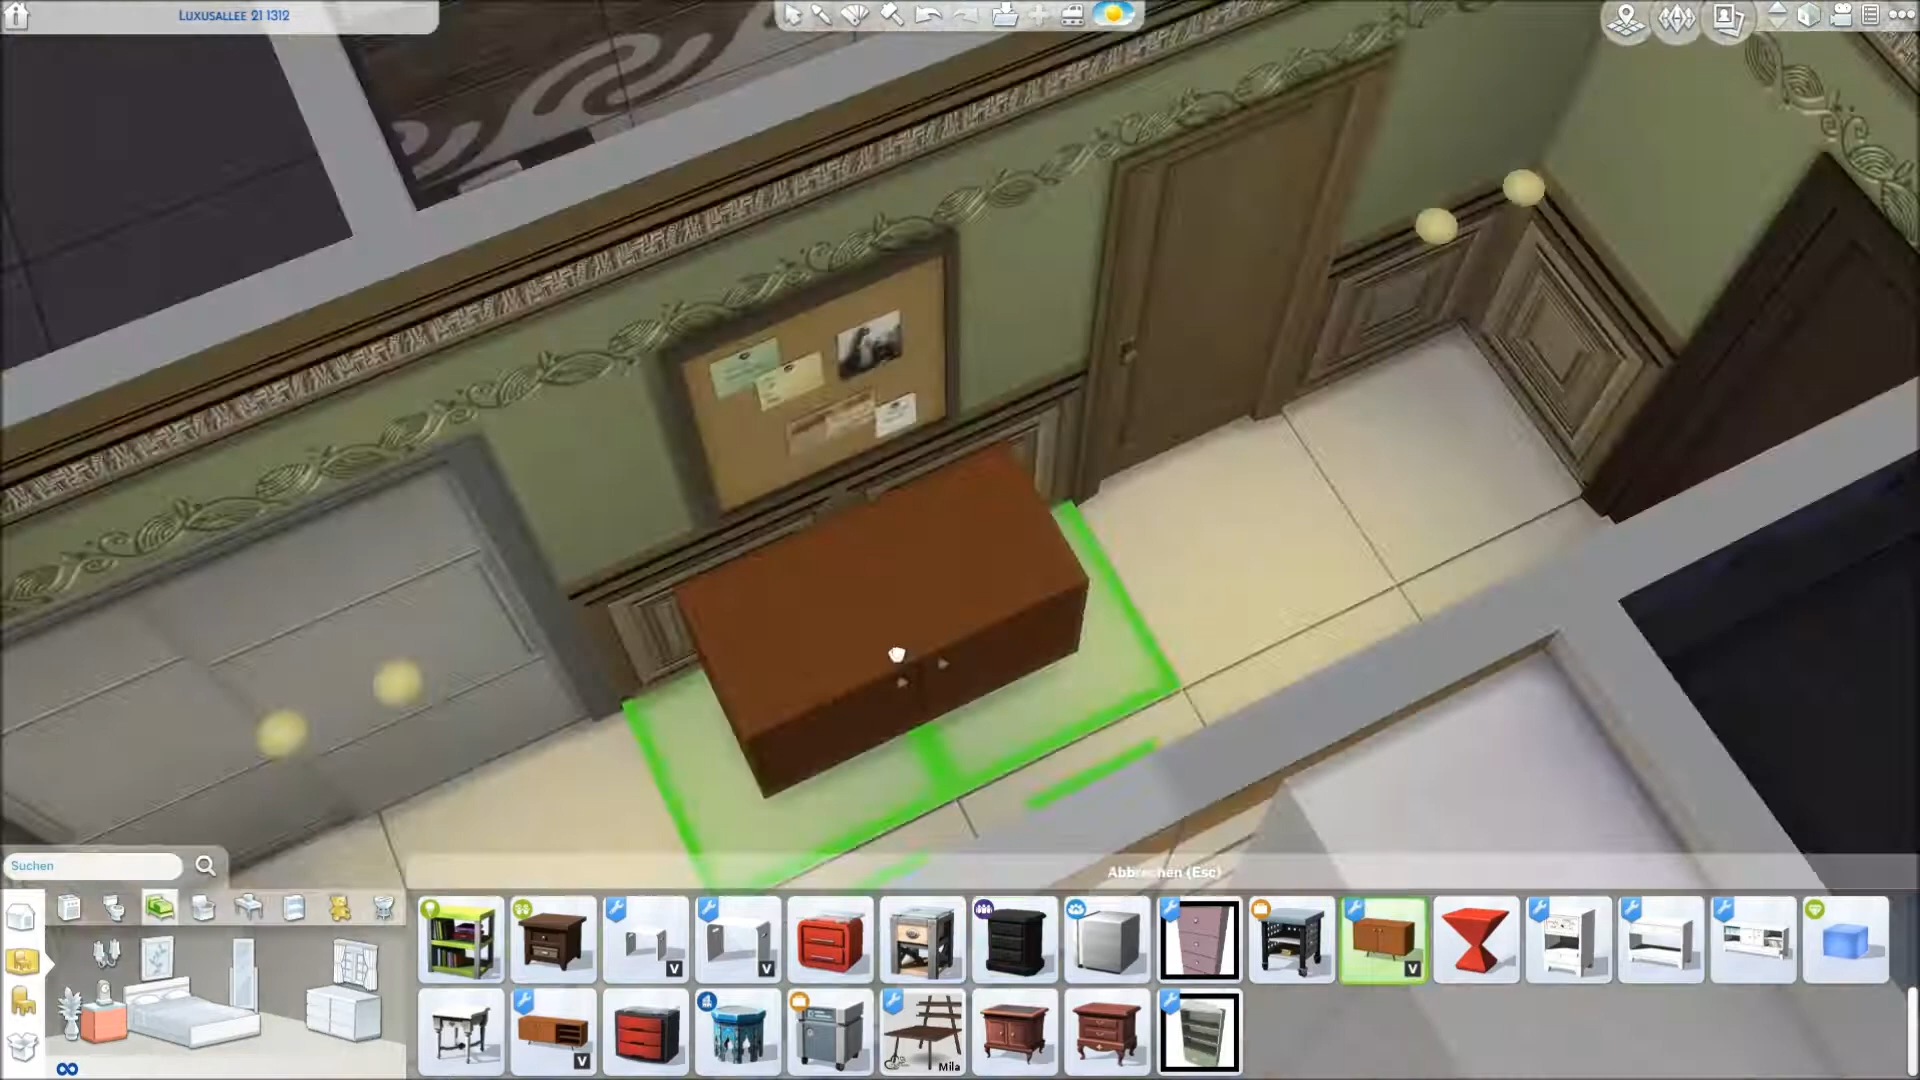 LUXUSALLEE 21 1312
Suchen
Abbrechen (Esc)
V
V
V
V
Mila